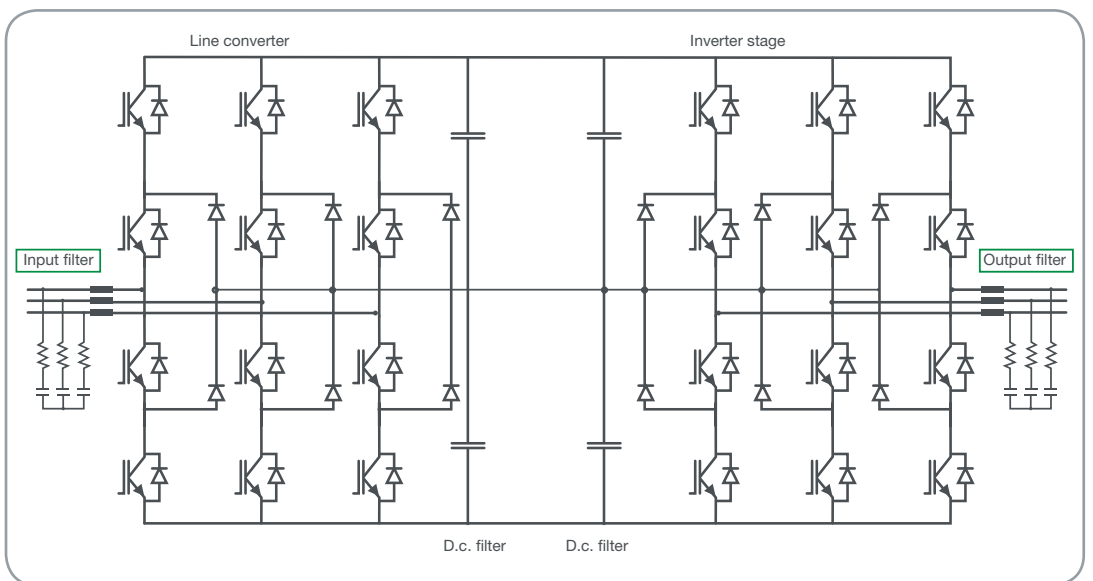 Line converter
Inverter stage
Input filter
Output filter
D.c. filter
D.c. filter